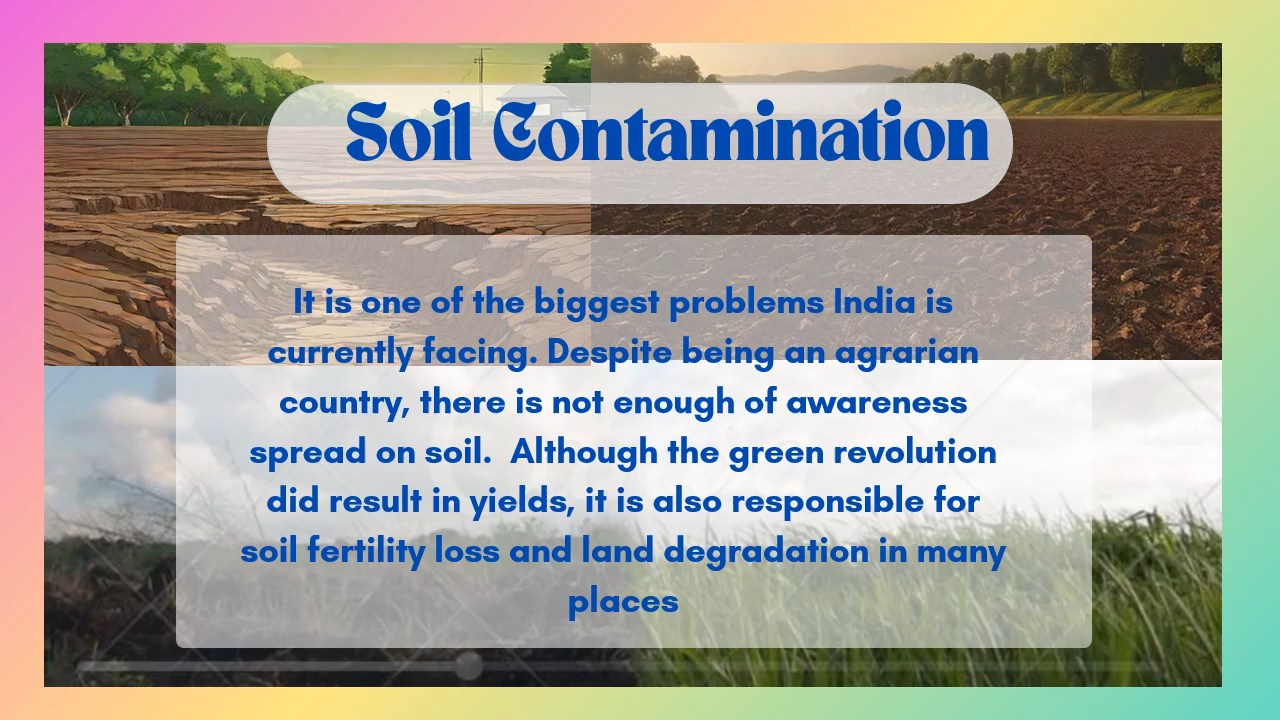 Soil Contamination
It is one of the biggest problems India is
currently facing. Despite being an agrarian
country, there is not enough of awareness
spread on soil.  Although the green revolution
did result in yields, it is also responsible for
soil fertility loss and land degradation in many
places